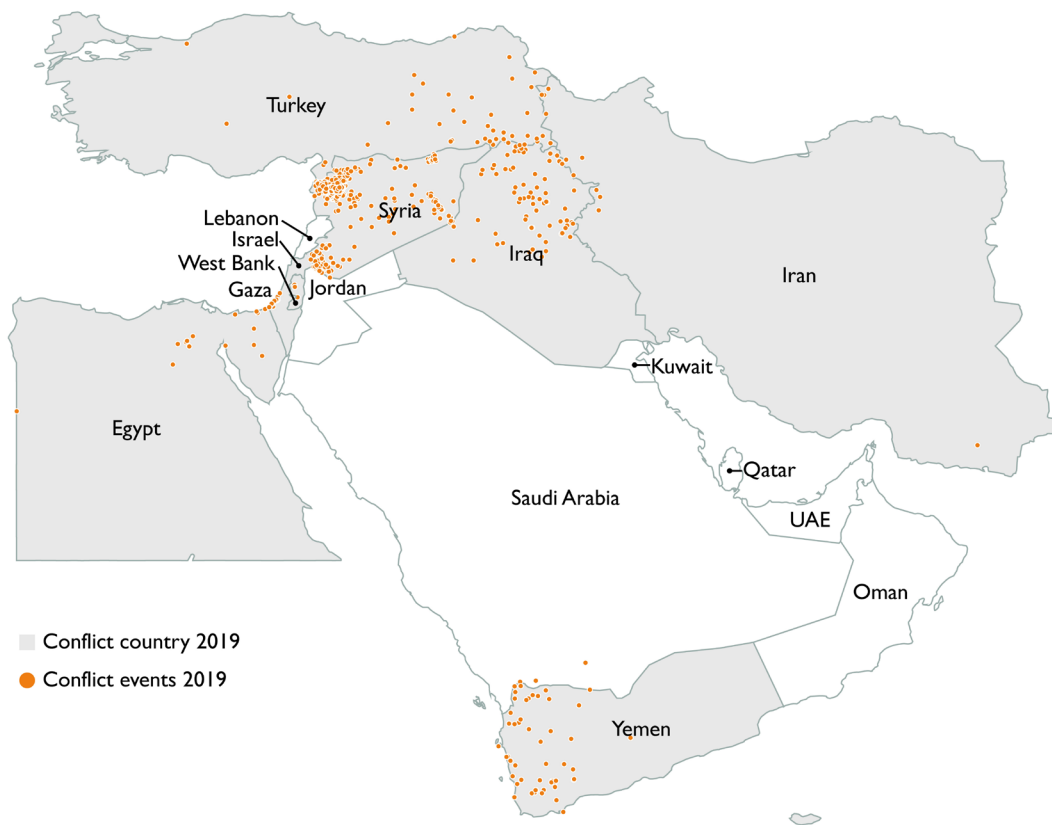 Turkey
Syria
Lebanon
Israel
West Bank
Gaza
Jordan
Iraq
Iran
Kuwait
Egypt
Qatar
Saudi Arabia
UAE
Oman
Conflict country 2019
Conflict events 2019
Yemen